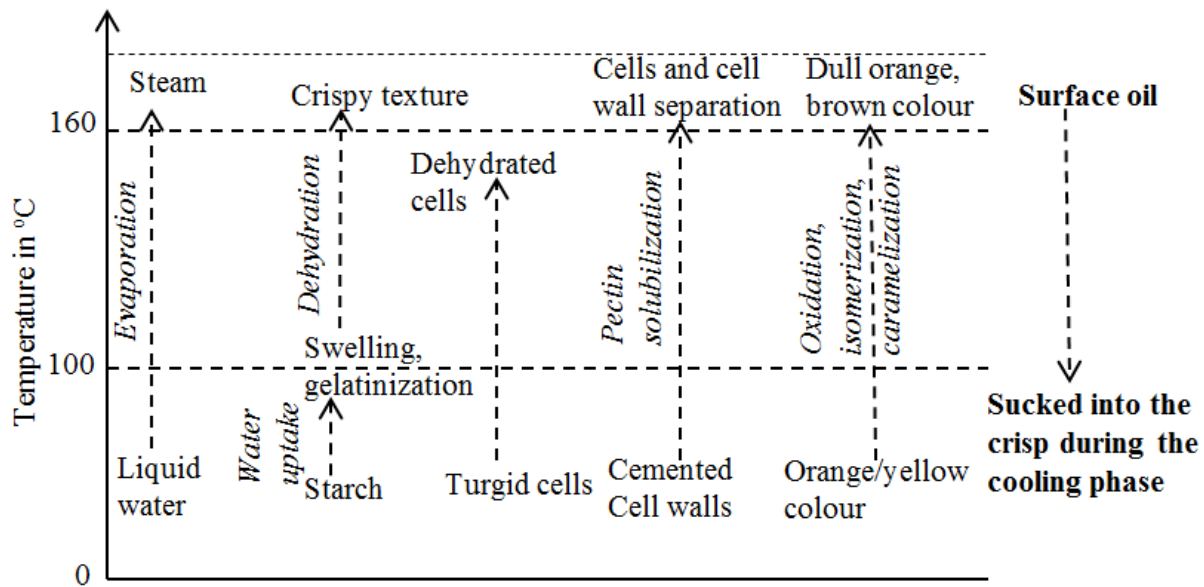 Temperature in ºC
160
100
0
Steam
Evaporation
Liquid
water
Crispy texture
Dehydration
Swelling,
gelatinization
Water
uptake
Starch
Dehydrated
cells
Turgid cells
Cells and cell
wall separation
Pectin
solubilization
Cemented
Cell walls
Dull orange,
brown colour
Oxidation,
isomerization,
caramelization
Orange/yellow
colour
Surface oil
Sucked into the
crisp during the
cooling phase